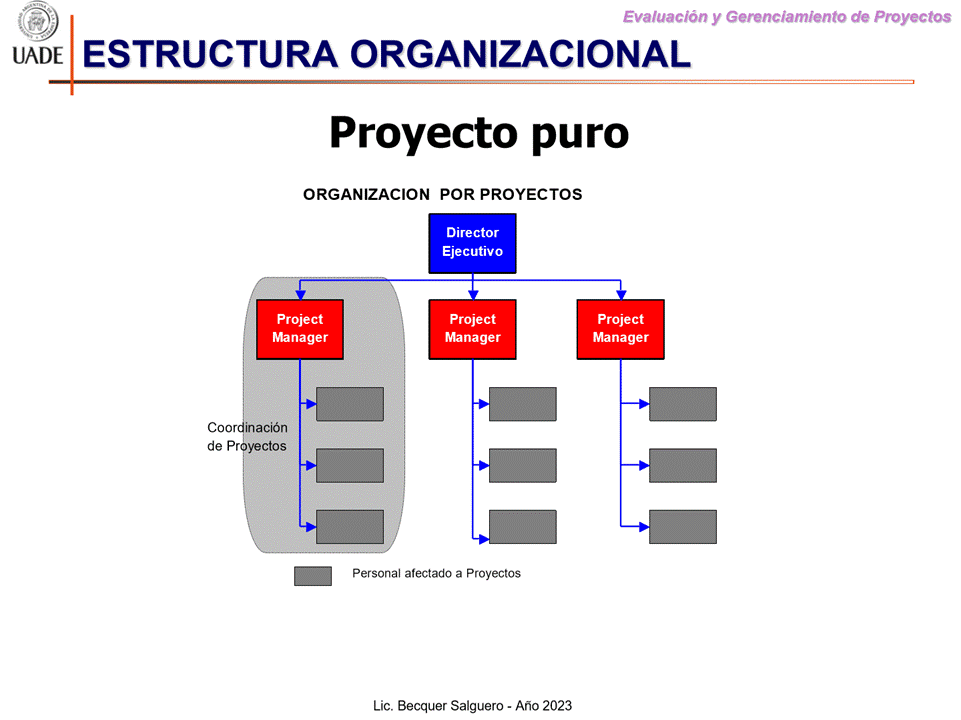 Evaluación y Gerenciamiento de Proyectos
UADE
ESTRUCTURA ORGANIZACIONAL
Proyecto puro
ORGANIZACION POR PROYECTOS
Director
Ejecutivo
Project
Manager
Project
Manager
Project
Manager
Coordinación
de Proyectos
Personal afectado a Proyectos
Lic. Becquer Salguero - Año 2023